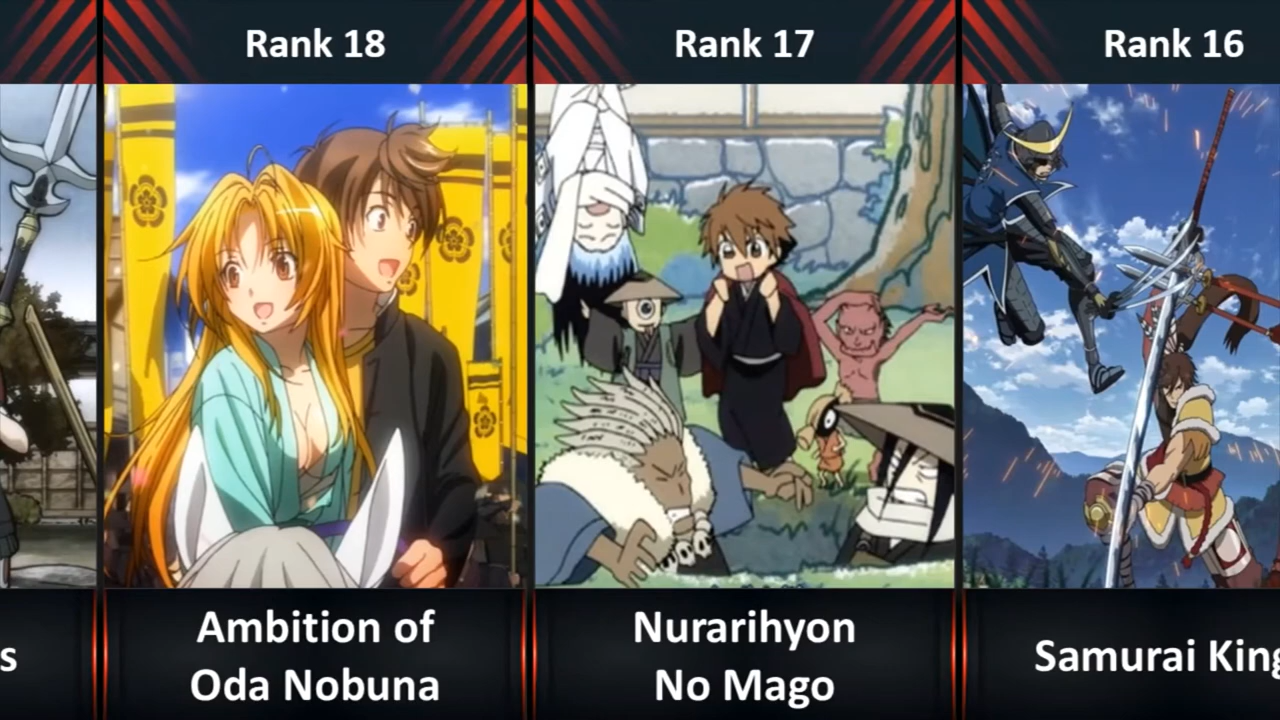 Rank 18
Rank 17
Rank 16
s
Ambition of
Oda Nobuna
Nurarihyon
No Mago
Samurai King